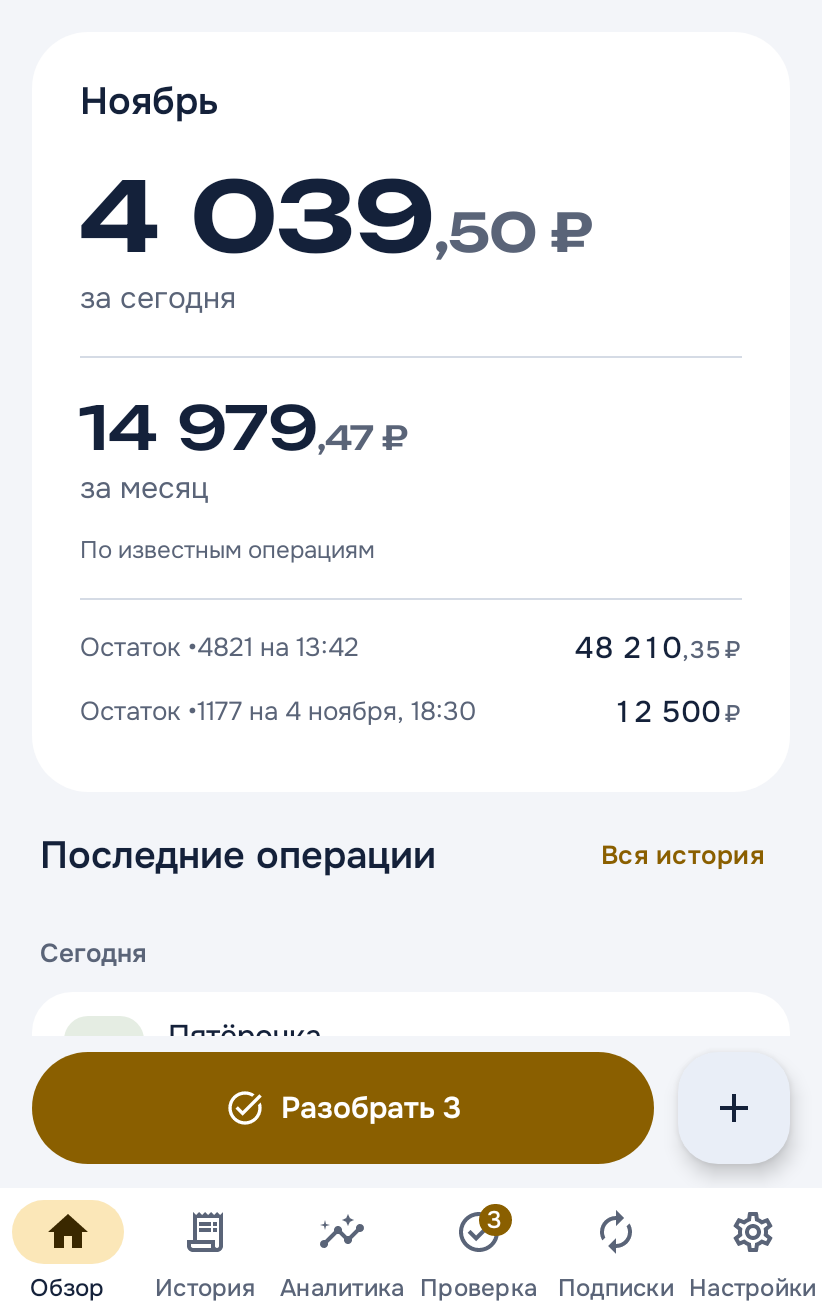 Ноябрь
4 039,50 ₽
за сегодня
14 979,47 ₽
за месяц
По известным операциям
Остаток •4821 на 13:42 48 210,35 ₽
Остаток •1177 на 4 ноября, 18:30 12 500 ₽
Последние операции Вся история
Сегодня
Пятёрочка
Разобрать 3
3
Обзор История Аналитика Проверка Подписки Настройки